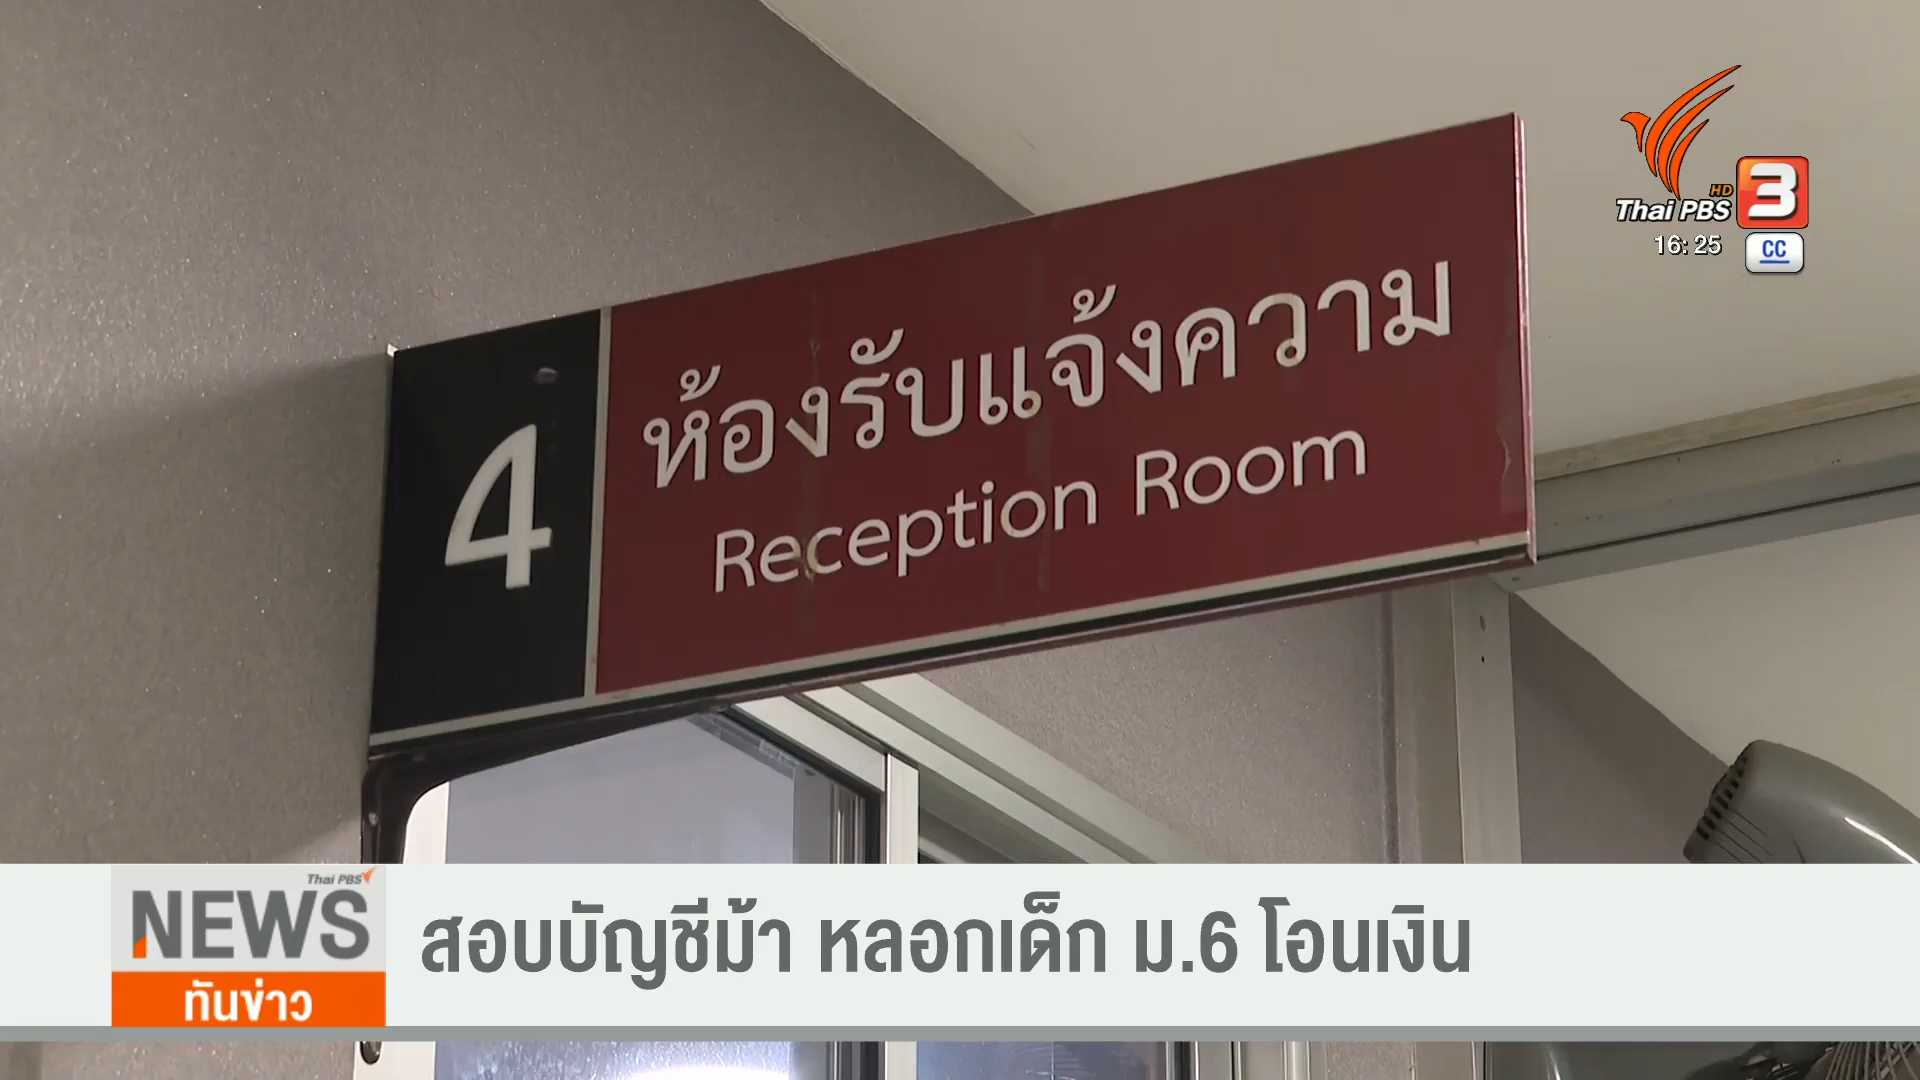 Thai PBS HD 3
16:25 CC
4 ห้องรับแจ้งความ
Reception Room
Thai PBS
NEWS
ทันข่าว
สอบบัญชีม้า หลอกเด็ก ม.6 โอนเงิน